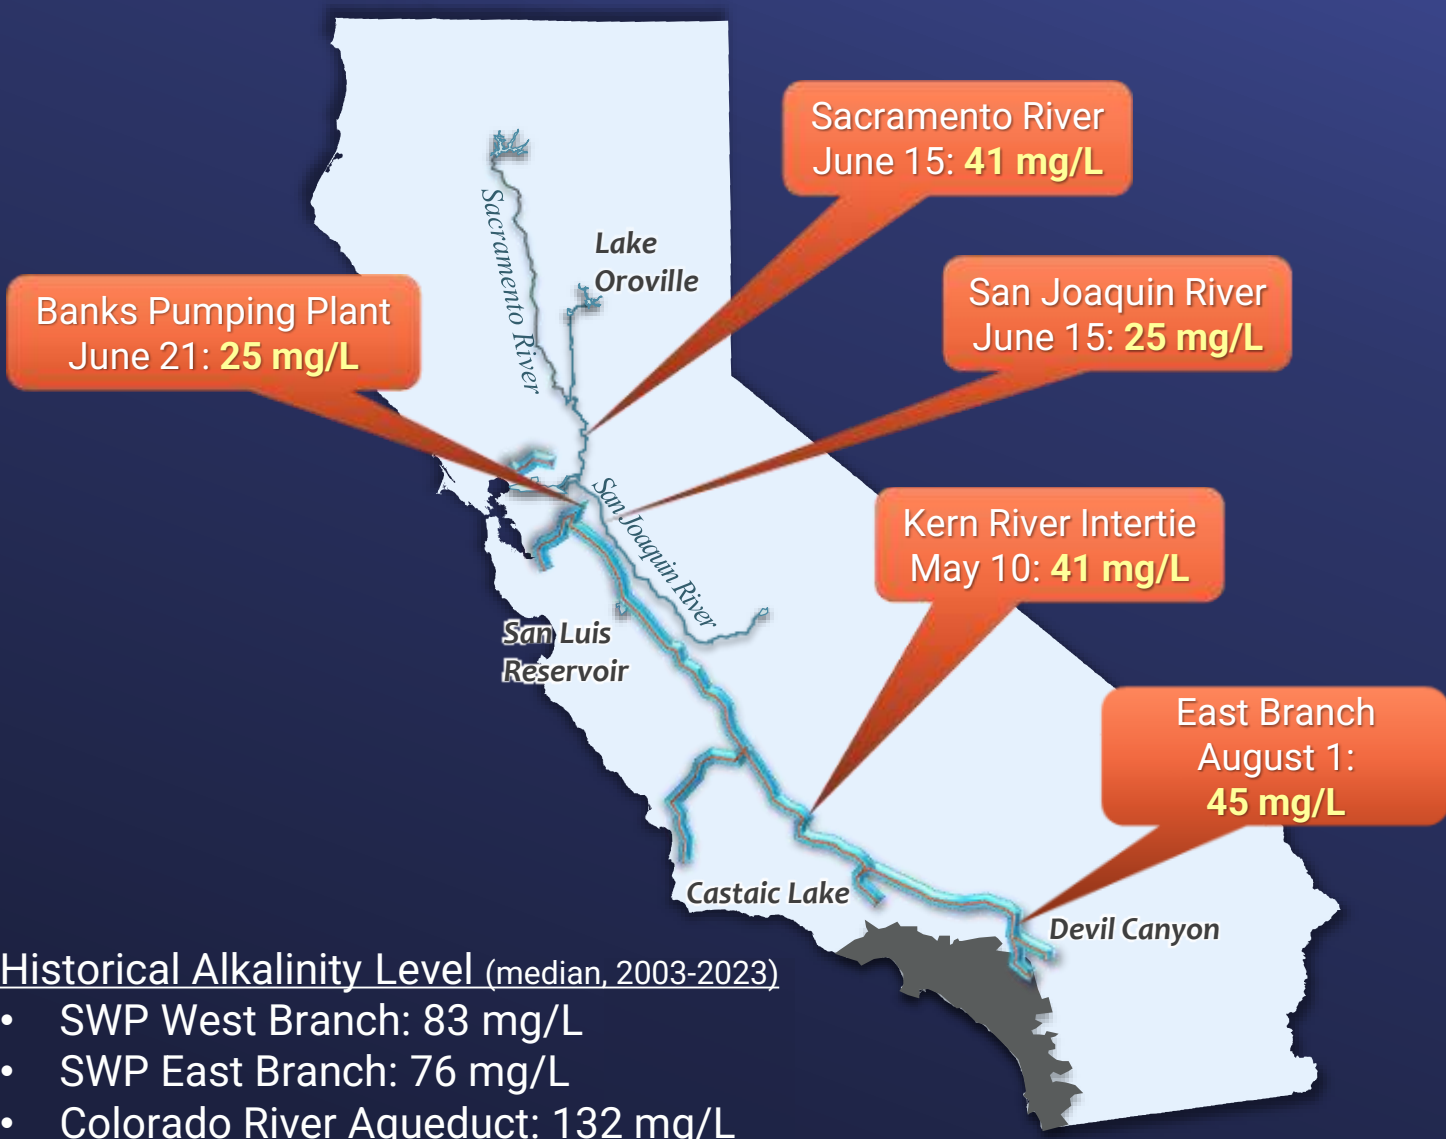 Sacramento River
June 15: 41 mg/L
Sacramento River
Lake
Oroville
San Joaquin River
June 15: 25 mg/L
Banks Pumping Plant
June 21: 25 mg/L
San Joaquin River
Kern River Intertie
May 10: 41 mg/L
San Luis
Reservoir
East Branch
August 1:
45 mg/L
Castaic Lake
Devil Canyon
Historical Alkalinity Level (median, 2003-2023)
• SWP West Branch: 83 mg/L
• SWP East Branch: 76 mg/L
• Colorado River Aqueduct: 132 mg/L